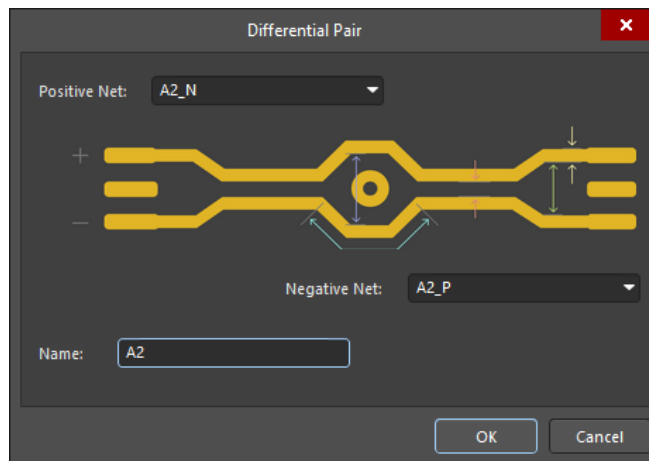 Differential Pair
Positive Net: A2_N
+
−
Negative Net: A2_P
Name: A2
OK Cancel